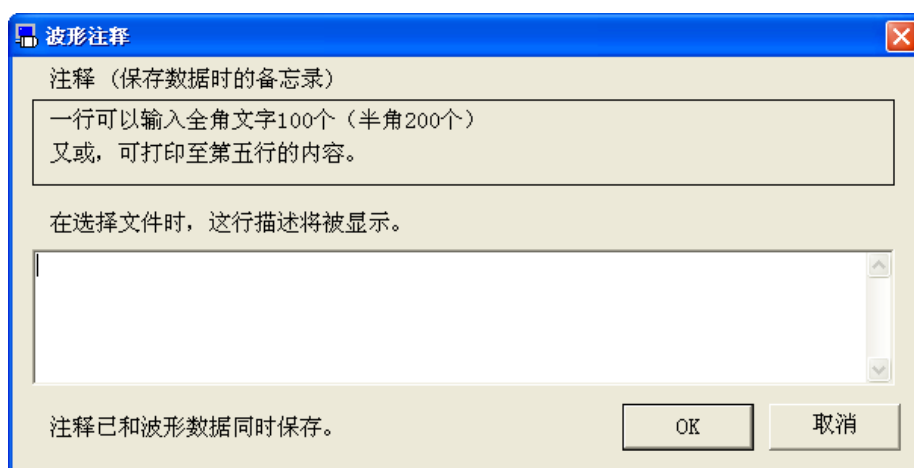 波形注释
注释（保存数据时的备忘录）
一行可以输入全角文字100个（半角200个）
又或，可打印至第五行的内容。
在选择文件时，这行描述将被显示。
注释已和波形数据同时保存。
OK
取消